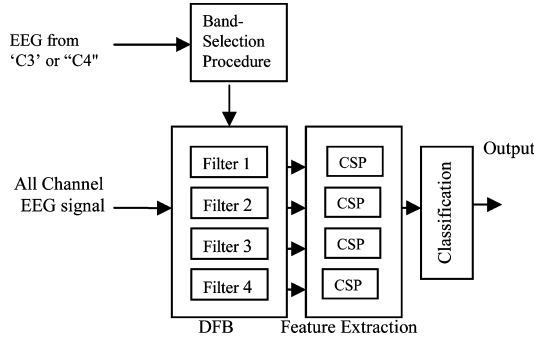 Band-
Selection
Procedure
EEG from
‘C3’ or “C4"
Filter 1
CSP
Filter 2
CSP
Filter 3
CSP
Filter 4
CSP
All Channel
EEG signal
Classification
Output
DFB
Feature Extraction